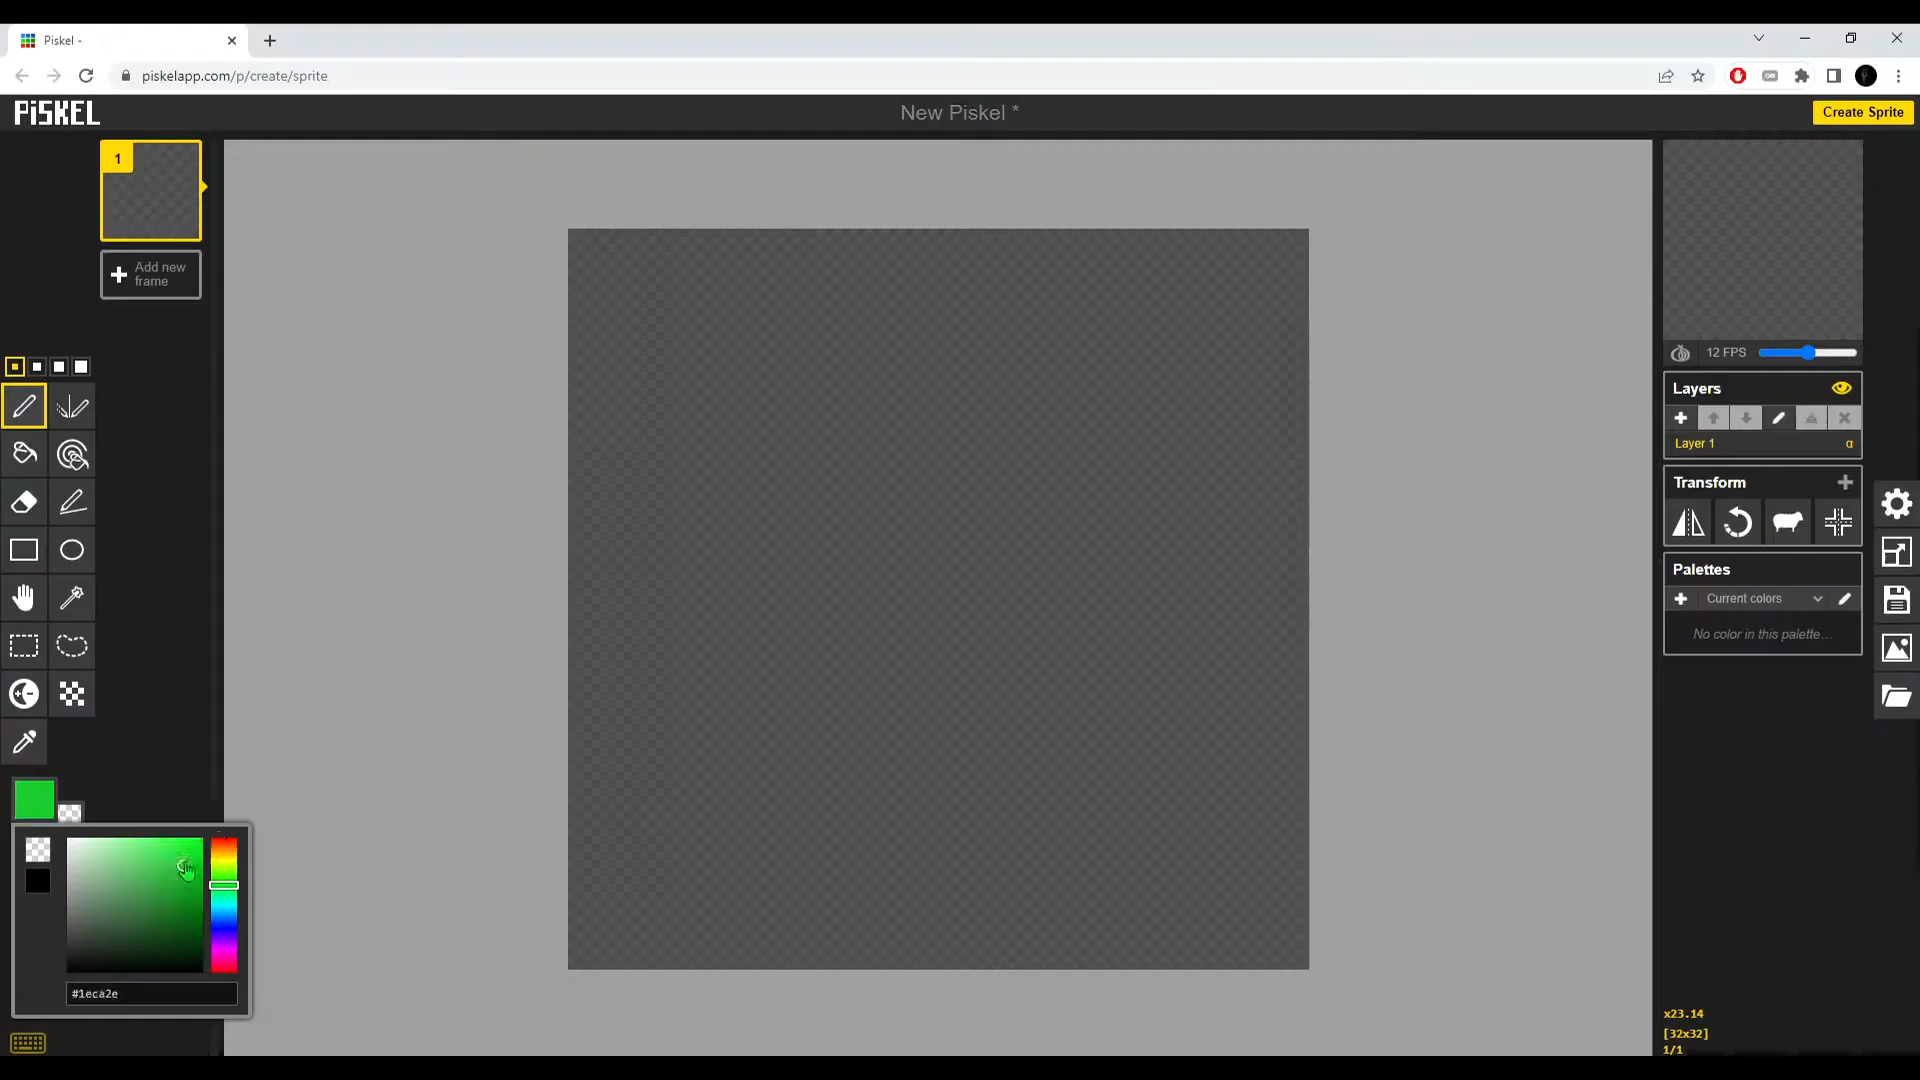 Piskel -
piskelapp.com/p/create/sprite
PiSKEL
New Piskel *
Create Sprite
1
Add new
frame
12 FPS
Layers
Layer 1
α
Transform
Palettes
Current colors
No color in this palette...
#1eca2e
x23.14
[32x32]
1/1